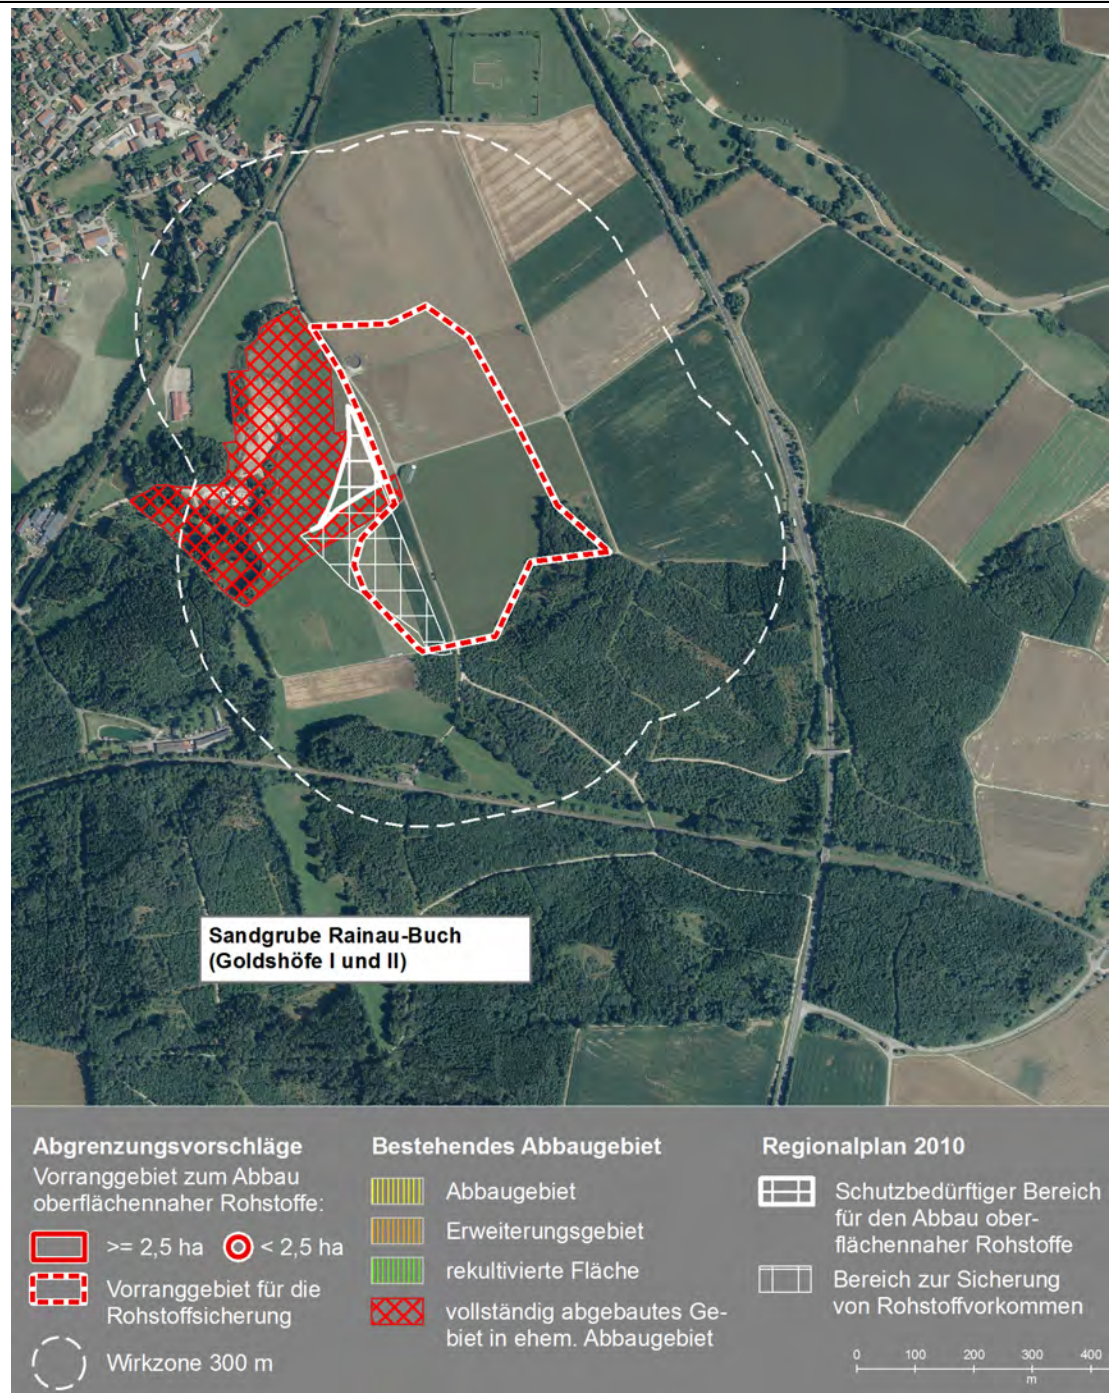 Sandgrube Rainau-Buch
(Goldshöfe I und II)
Abgrenzungsvorschläge
Vorranggebiet zum Abbau
oberflächennaher Rohstoffe:
>= 2,5 ha
< 2,5 ha
Vorranggebiet für die
Rohstoffsicherung
Wirkzone 300 m
Bestehendes Abbaugebiet
Abbaugebiet
Erweiterungsgebiet
rekultivierte Fläche
vollständig abgebautes Ge-
biet in ehem. Abbaugebiet
Regionalplan 2010
Schutzbedürftiger Bereich
für den Abbau ober-
flächennaher Rohstoffe
Bereich zur Sicherung
von Rohstoffvorkommen
0 100 200 300 400
m